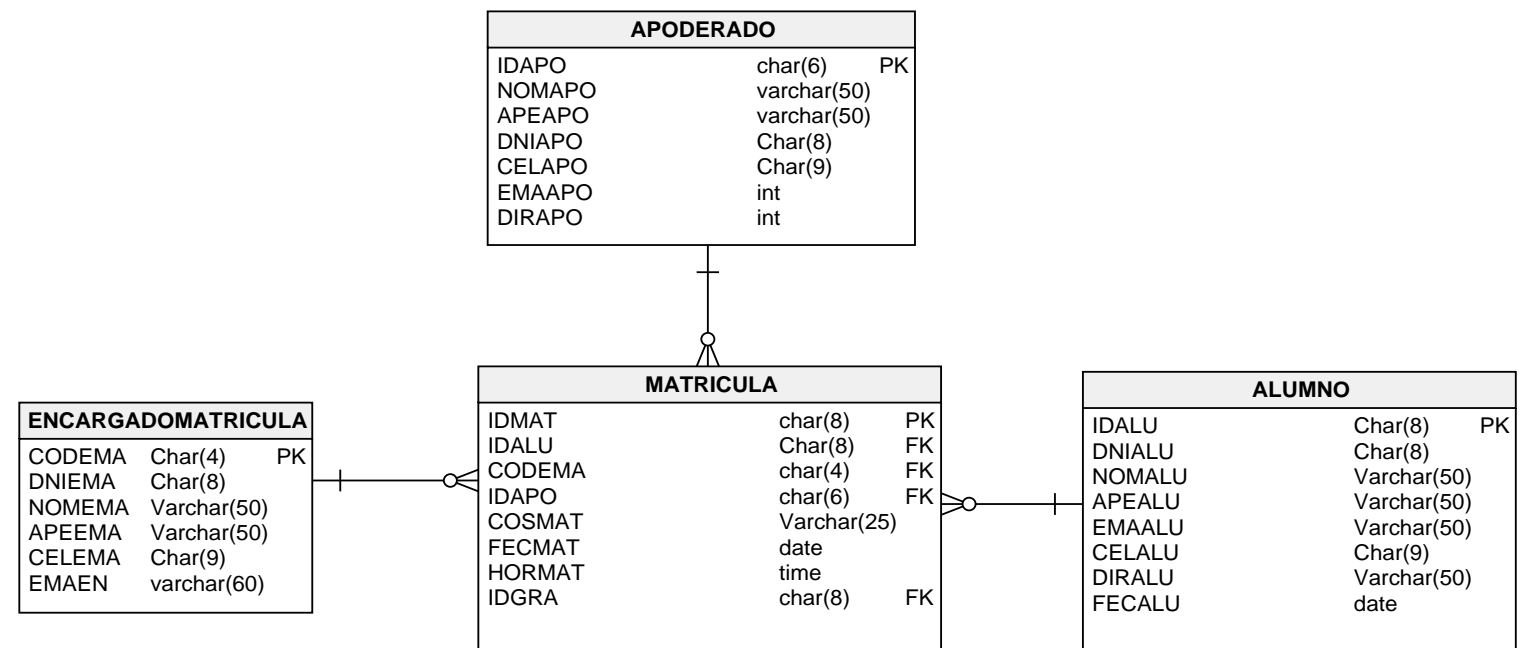 APODERADO
IDAPO char(6) PK
NOMAPO varchar(50)
APEAPO varchar(50)
DNIAPO Char(8)
CELAPO Char(9)
EMAAPO int
DIRAPO int
ENCARGADOMATRICULA
CODEMA Char(4) PK
DNIEMA Char(8)
NOMEMA Varchar(50)
APEEMA Varchar(50)
CELEMA Char(9)
EMAEN varchar(60)
MATRICULA
IDMAT char(8) PK
IDALU Char(8) FK
CODEMA char(4) FK
IDAPO char(6) FK
COSMAT Varchar(25)
FECMAT date
HORMAT time
IDGRA char(8) FK
ALUMNO
IDALU Char(8) PK
DNIALU Char(8)
NOMALU Varchar(50)
APEALU Varchar(50)
EMAALU Varchar(50)
CELALU Char(9)
DIRALU Varchar(50)
FECALU date